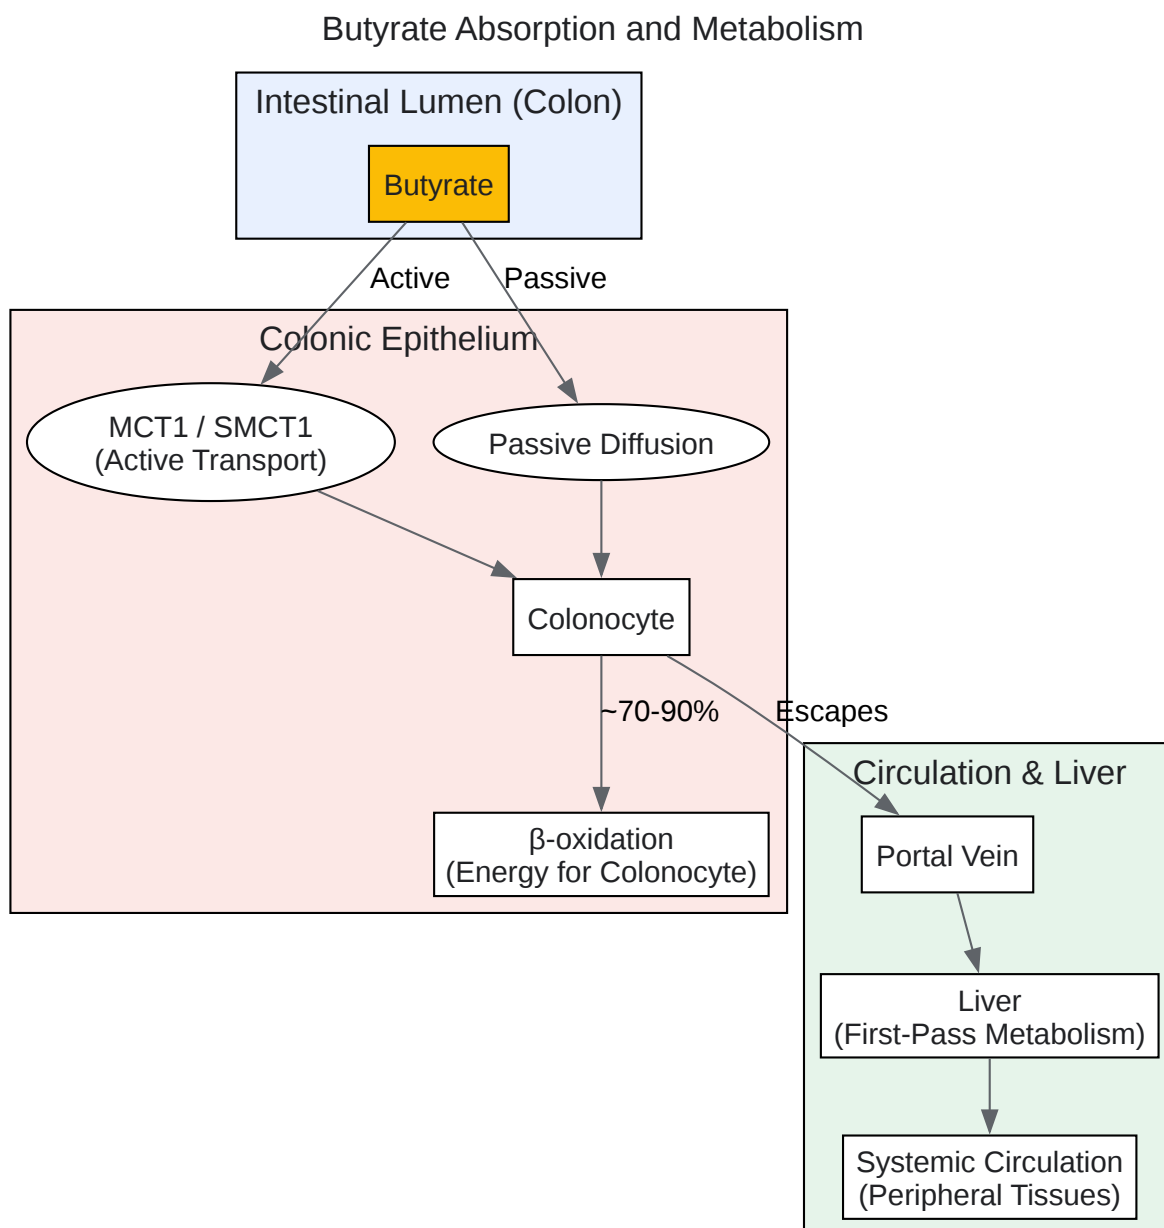 Butyrate Absorption and Metabolism
Intestinal Lumen (Colon)
Butyrate
Active
Passive
Colonic Epithelium
MCT1 / SMCT1
(Active Transport)
Passive Diffusion
Colonocyte
~70-90%
Escapes
Circulation & Liver
β-oxidation
(Energy for Colonocyte)
Portal Vein
Liver
(First-Pass Metabolism)
Systemic Circulation
(Peripheral Tissues)